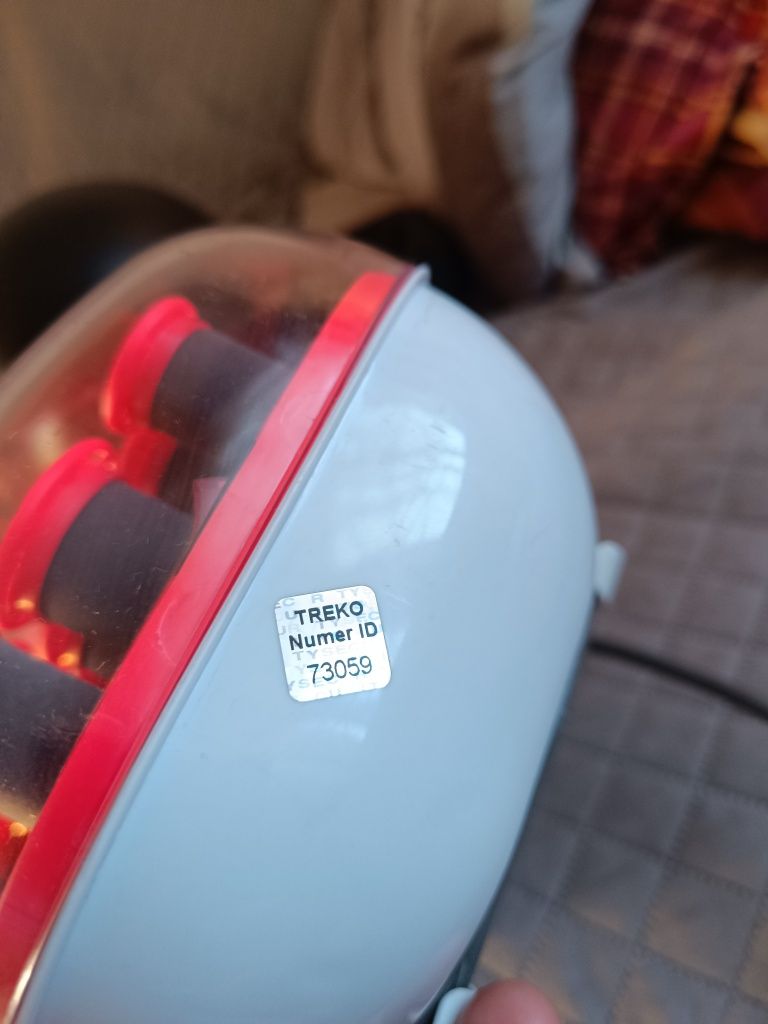 TREKO
Numer ID
73059